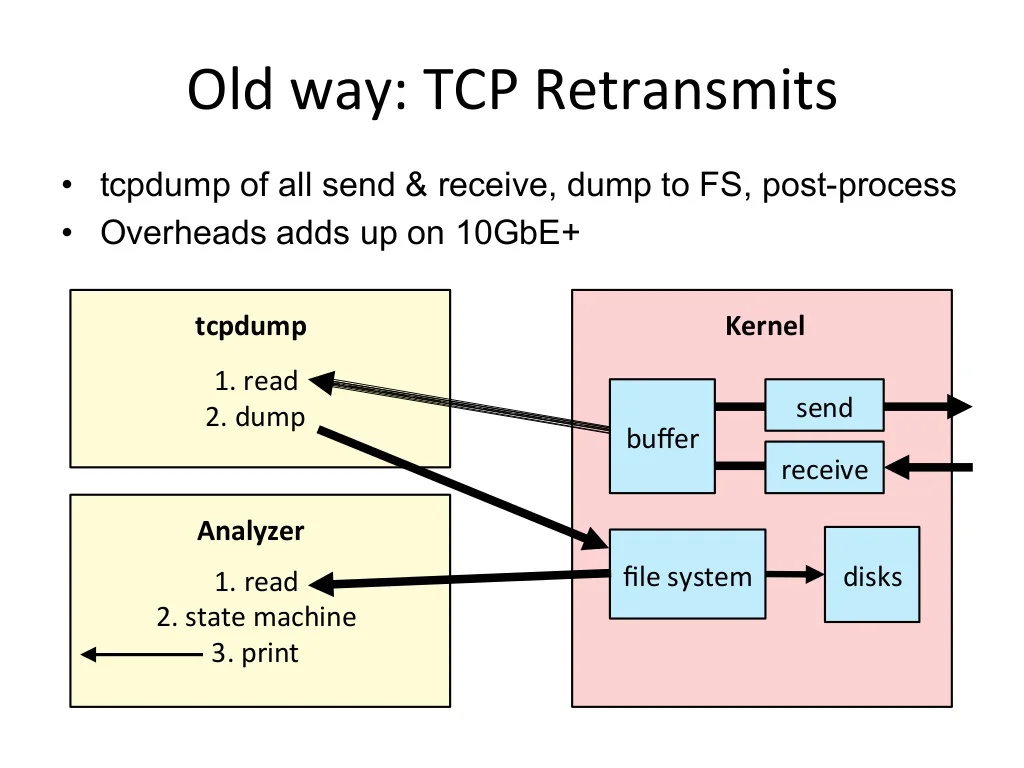 Old way: TCP Retransmits
• tcpdump of all send & receive, dump to FS, post-process
• Overheads adds up on 10GbE+
tcpdump
1. read
2. dump
Analyzer
1. read
2. state machine
3. print
Kernel
buffer
send
receive
file system
disks